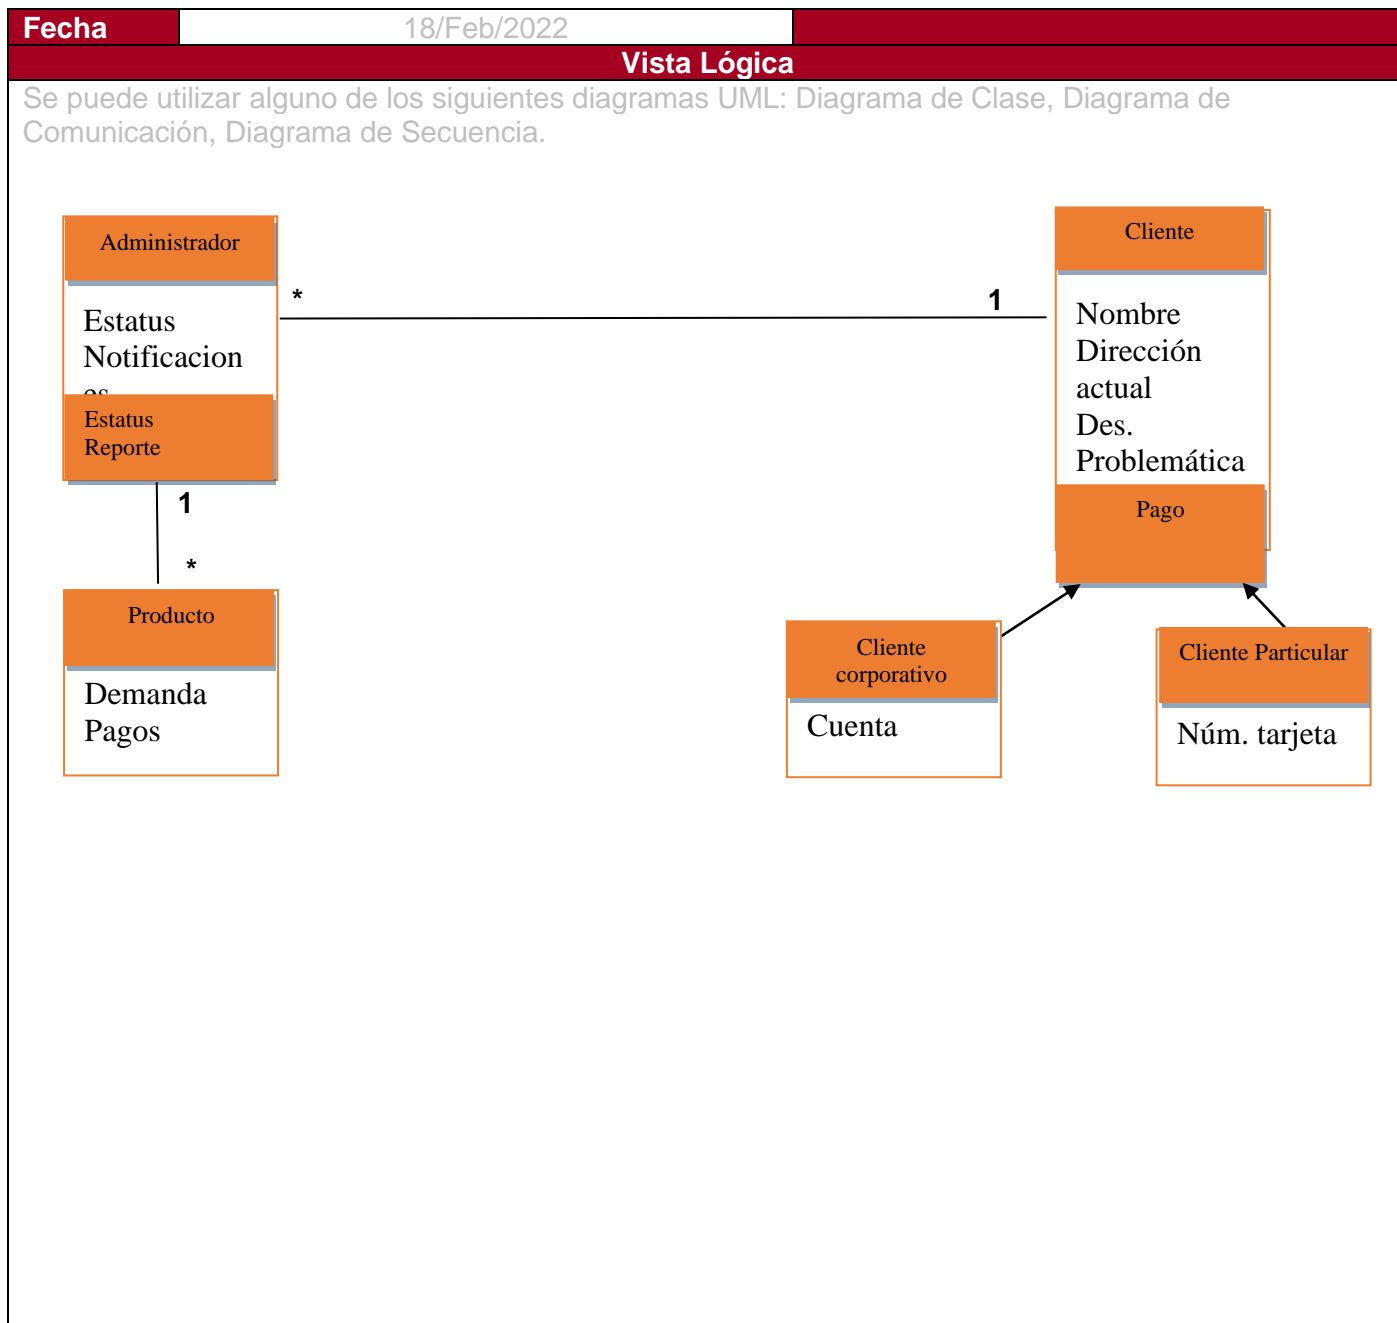 Fecha 18/Feb/2022
Vista Lógica
Se puede utilizar alguno de los siguientes diagramas UML: Diagrama de Clase, Diagrama de
Comunicación, Diagrama de Secuencia.
Administrador
Estatus
Notificacion
es
Estatus
Reporte
*
1
Cliente
Nombre
Dirección
actual
Des.
Problemática
Pago
1
*
Producto
Demanda
Pagos
Cliente
corporativo
Cuenta
Cliente Particular
Núm. tarjeta